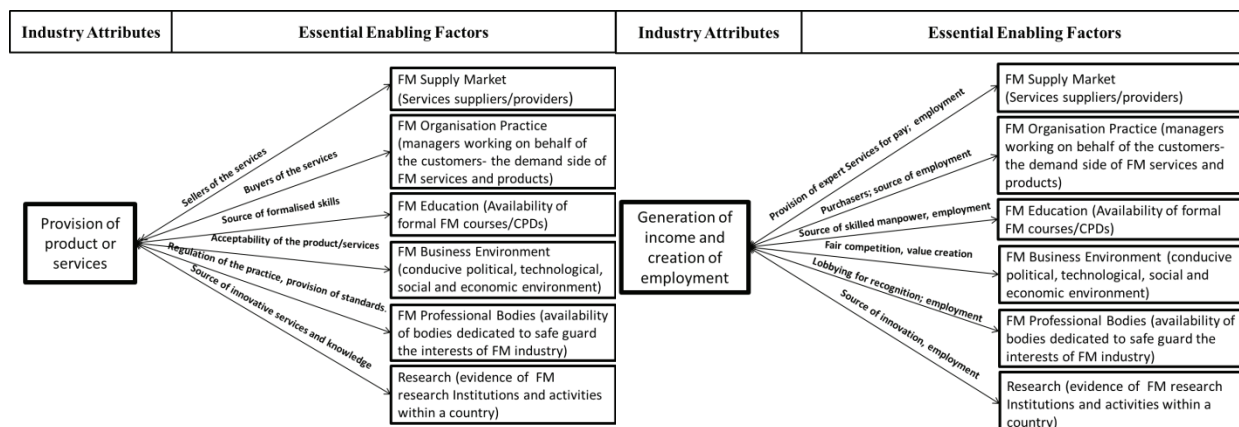 Industry Attributes
Essential Enabling Factors
Provision of
product or
services
Sellers of the services
Buyers of the services
Source of formalised skills
Acceptability of the product/services
Regulation of the practice, provision of standards.
Source of innovative services and knowledge
FM Supply Market
(Services suppliers/providers)
FM Organisation Practice
(managers working on behalf of
the customers- the demand side of
FM services and products)
FM Education (Availability of
formal FM courses/CPDs)
FM Business Environment
(conducive political, technological,
social and economic environment)
FM Professional Bodies (availability
of bodies dedicated to safe guard
the interests of FM industry)
Research (evidence of FM
research Institutions and activities
within a country)
Industry Attributes
Essential Enabling Factors
Generation of
income and
creation of
employment
Provision of expert Services for pay; employment
Purchasers; source of employment
Source of skilled manpower, employment
Fair competition, value creation
Lobbying for recognition; employment
Source of innovation, employment
FM Supply Market
(Services suppliers/providers)
FM Organisation Practice (managers
working on behalf of the customers-
the demand side of FM services and
products)
FM Education (Availability of formal
FM courses/CPDs)
FM Business Environment (conducive
political, technological, social and
economic environment)
FM Professional Bodies (availability of
bodies dedicated to safe guard the
interests of FM industry)
Research (evidence of FM research
Institutions and activities within a
country)